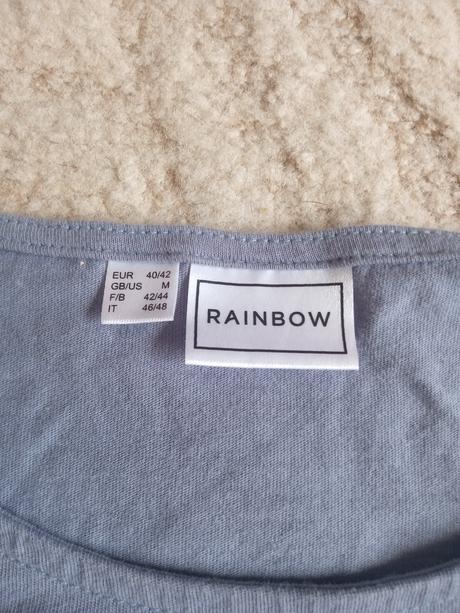 EUR 40/42
GB/US M
F/B 42/44
IT 46/48
RAINBOW